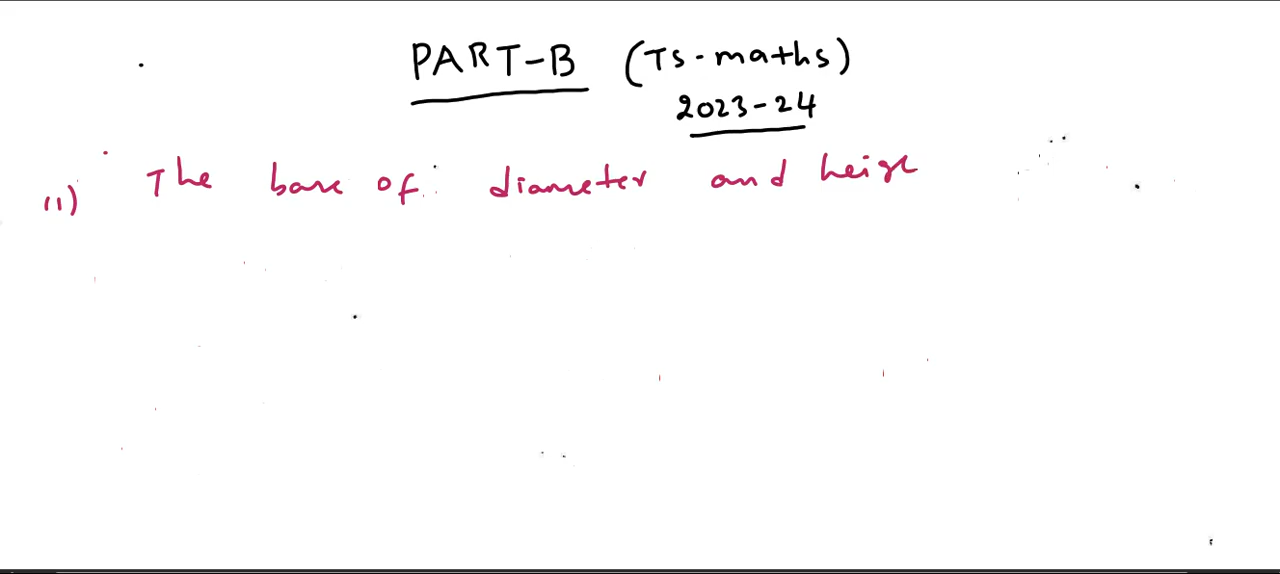 PART-B (TS-maths)
2023-24
11) The base of diameter and heig